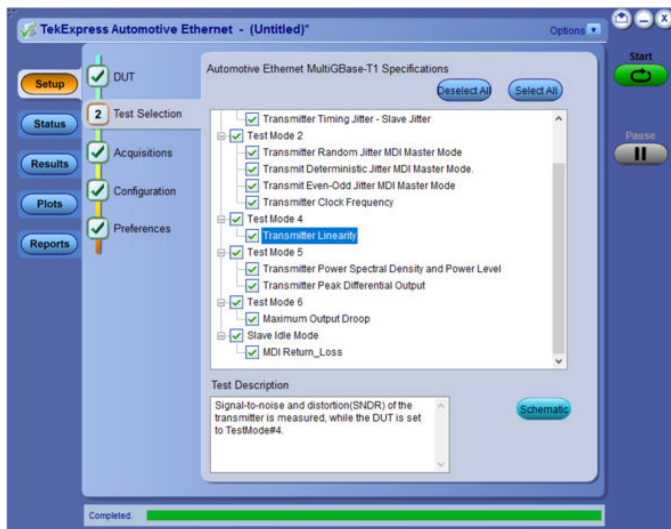 TekExpress Automotive Ethernet - (Untitled)*
Options
Start
Pause
Setup
Status
Results
Plots
Reports
DUT
2 Test Selection
Acquisitions
Configuration
Preferences
Automotive Ethernet MultiGBase-T1 Specifications
Deselect All
Select All
Transmitter Timing Jitter - Slave Jitter
Test Mode 2
Transmitter Random Jitter MDI Master Mode
Transmit Deterministic Jitter MDI Master Mode.
Transmit Even-Odd Jitter MDI Master Mode
Transmitter Clock Frequency
Test Mode 4
Transmitter Linearity
Test Mode 5
Transmitter Power Spectral Density and Power Level
Transmitter Peak Differential Output
Test Mode 6
Maximum Output Droop
Slave Idle Mode
MDI Return_Loss
Test Description
Signal-to-noise and distortion(SNDR) of the
transmitter is measured, while the DUT is set
to TestMode#4.
Schematic
Completed.